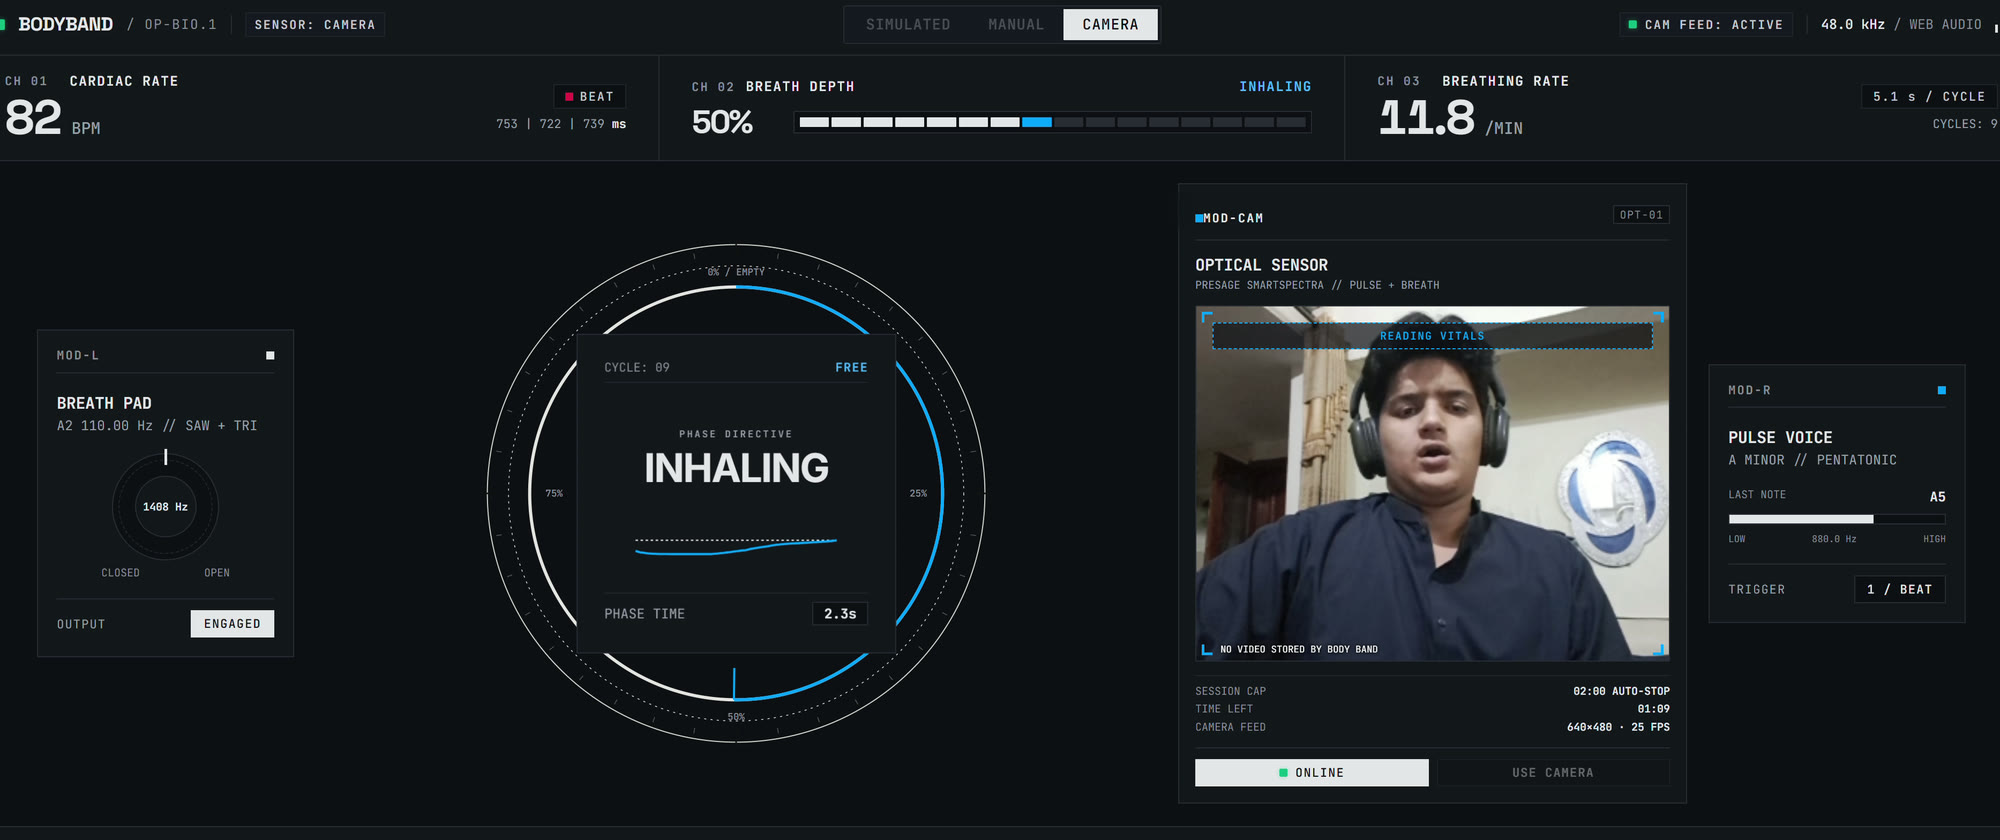 BODYBAND / OP-BIO.1 SENSOR: CAMERA
SIMULATED MANUAL CAMERA
CAM FEED: ACTIVE 48.0 kHz / WEB AUDIO
CH 01 CARDIAC RATE
82 BPM
BEAT
753 | 722 | 739 ms
CH 02 BREATH DEPTH INHALING
50%
CH 03 BREATHING RATE
11.8 /MIN
5.1 s / CYCLE
CYCLES: 9
MOD-L
BREATH PAD
A2 110.00 Hz // SAW + TRI
1408 Hz
CLOSED OPEN
OUTPUT ENGAGED
0% / EMPTY
75%
25%
50%
CYCLE: 09 FREE
PHASE DIRECTIVE
INHALING
PHASE TIME 2.3s
MOD-CAM OPT-01
OPTICAL SENSOR
PRESAGE SMARTSPECTRA // PULSE + BREATH
READING VITALS
NO VIDEO STORED BY BODY BAND
SESSION CAP 02:00 AUTO-STOP
TIME LEFT 01:09
CAMERA FEED 640×480 · 25 FPS
ONLINE USE CAMERA
MOD-R
PULSE VOICE
A MINOR // PENTATONIC
LAST NOTE A5
LOW 880.0 Hz HIGH
TRIGGER 1 / BEAT